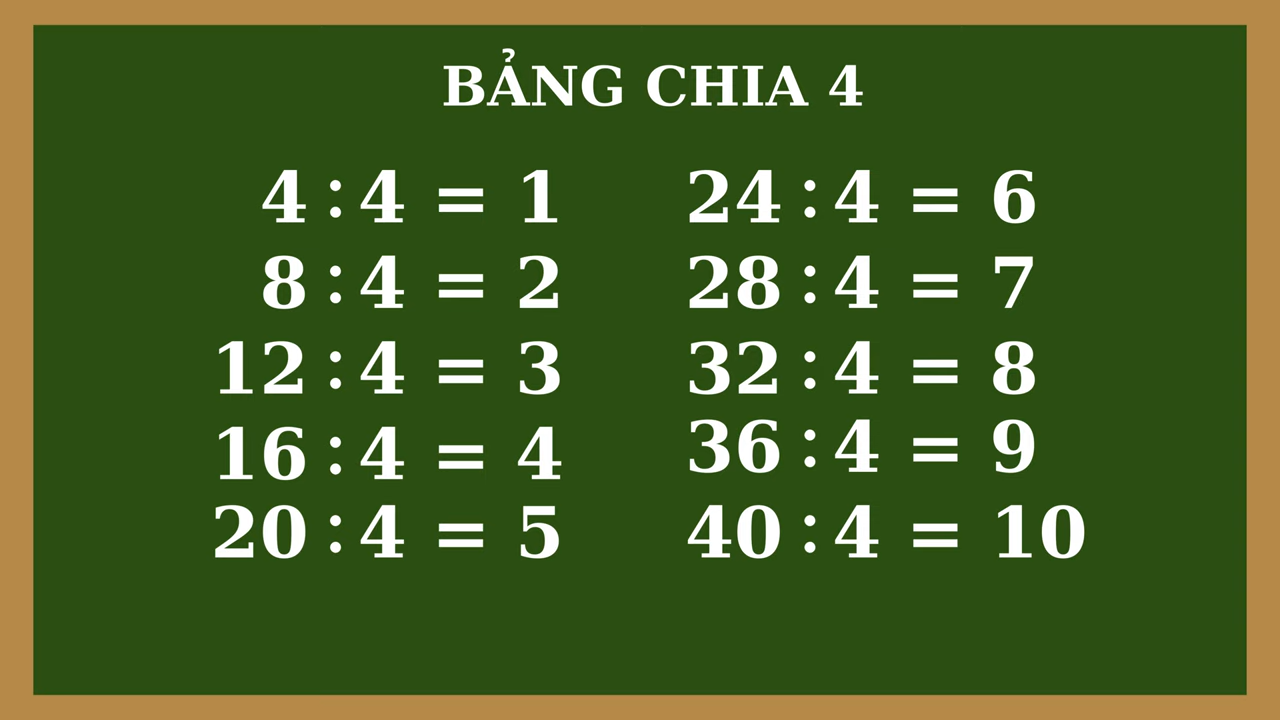 BẢNG CHIA 4
4 : 4 = 1
8 : 4 = 2
12 : 4 = 3
16 : 4 = 4
20 : 4 = 5
24 : 4 = 6
28 : 4 = 7
32 : 4 = 8
36 : 4 = 9
40 : 4 = 10